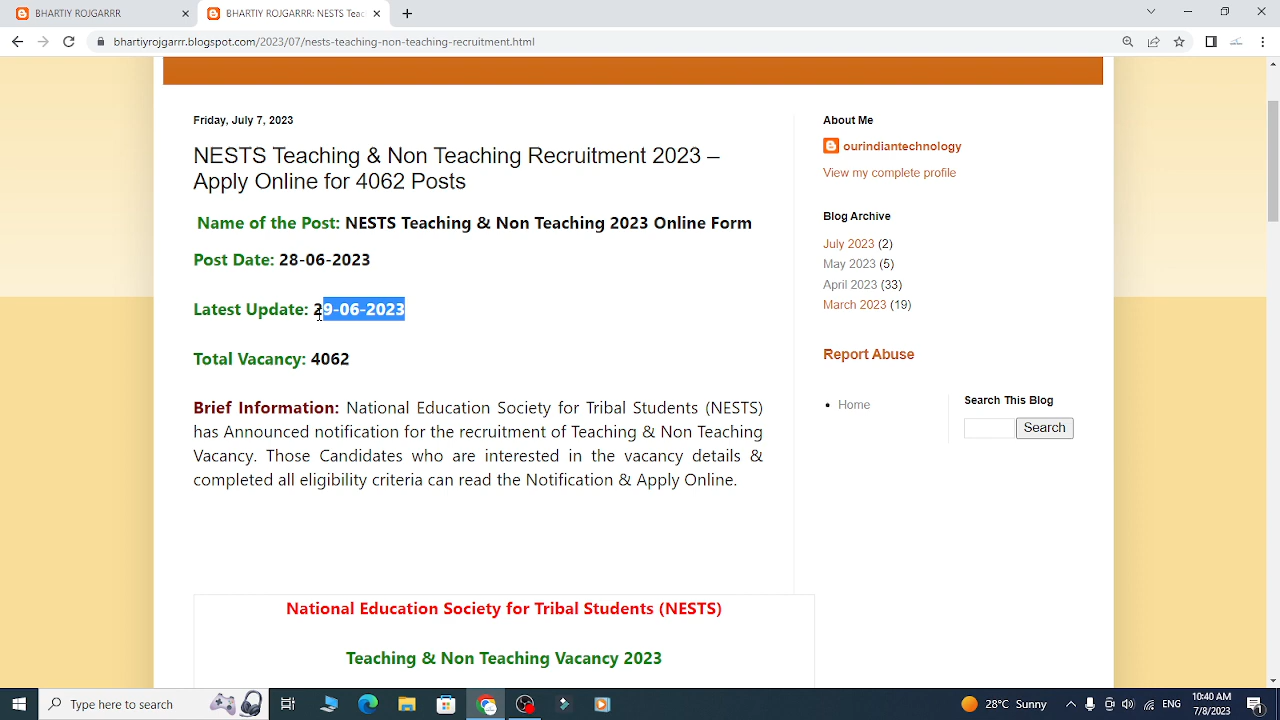 BHARTIY ROJGARRR
BHARTIY ROJGARRR: NESTS Teac
bhartiyrojgarrr.blogspot.com/2023/07/nests-teaching-non-teaching-recruitment.html
Friday, July 7, 2023
NESTS Teaching & Non Teaching Recruitment 2023 –
Apply Online for 4062 Posts
Name of the Post: NESTS Teaching & Non Teaching 2023 Online Form
Post Date: 28-06-2023
Latest Update: 29-06-2023
Total Vacancy: 4062
Brief Information: National Education Society for Tribal Students (NESTS)
has Announced notification for the recruitment of Teaching & Non Teaching
Vacancy. Those Candidates who are interested in the vacancy details &
completed all eligibility criteria can read the Notification & Apply Online.
National Education Society for Tribal Students (NESTS)
Teaching & Non Teaching Vacancy 2023
About Me
ourindiantechnology
View my complete profile
Blog Archive
July 2023 (2)
May 2023 (5)
April 2023 (33)
March 2023 (19)
Report Abuse
Home
Search This Blog
Search
Type here to search
28°C Sunny
ENG
10:40 AM
7/8/2023
1